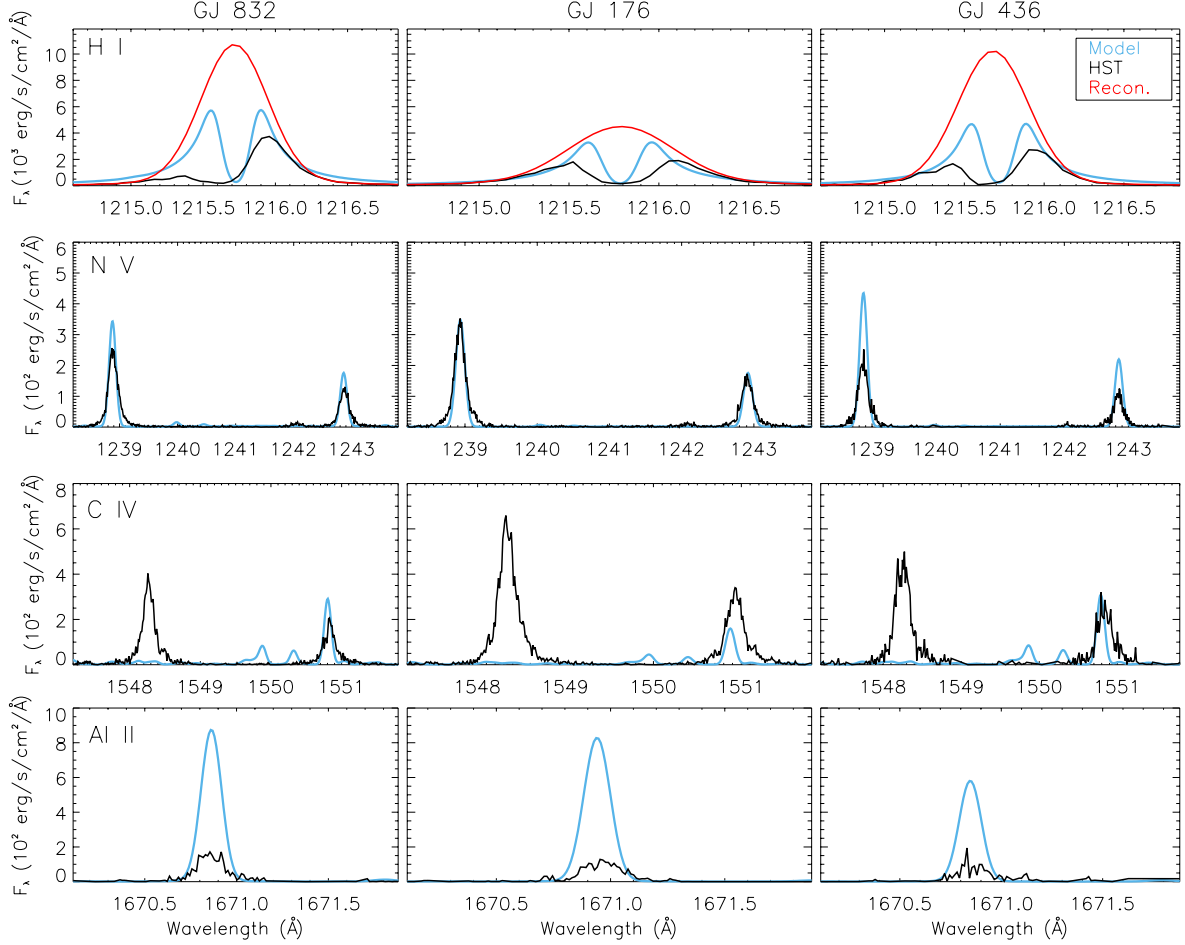 GJ 832 GJ 176 GJ 436
H I
Model
HST
Recon.
F_λ (10³ erg/s/cm²/Å)
10
8
6
4
2
0
1215.0 1215.5 1216.0 1216.5 1215.0 1215.5 1216.0 1216.5 1215.0 1215.5 1216.0 1216.5
N V
F_λ (10² erg/s/cm²/Å)
6
5
4
3
2
1
0
1239 1240 1241 1242 1243 1239 1240 1241 1242 1243 1239 1240 1241 1242 1243
C IV
F_λ (10² erg/s/cm²/Å)
8
6
4
2
0
1548 1549 1550 1551 1548 1549 1550 1551 1548 1549 1550 1551
Al II
F_λ (10² erg/s/cm²/Å)
10
8
6
4
2
0
1670.5 1671.0 1671.5 1670.5 1671.0 1671.5 1670.5 1671.0 1671.5
Wavelength (Å) Wavelength (Å) Wavelength (Å)